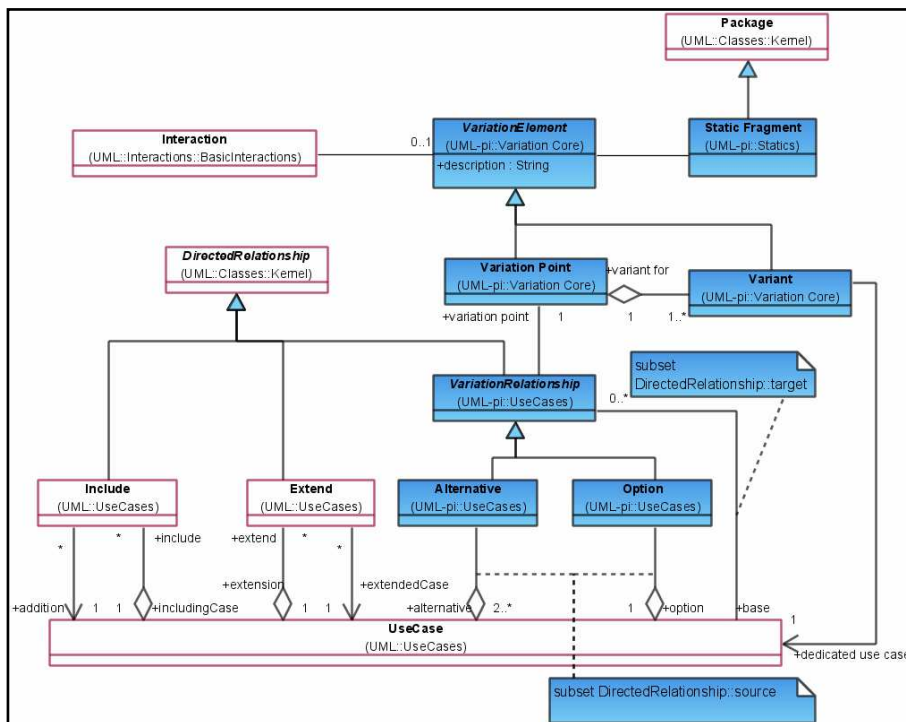 Package
(UML::Classes::Kernel)
Interaction
(UML::Interactions::BasicInteractions)
0..1
VariationElement
(UML-pi::Variation Core)
+description : String
Static Fragment
(UML-pi::Statics)
DirectedRelationship
(UML::Classes::Kernel)
Variation Point
(UML-pi::Variation Core)
+variant for
Variant
(UML-pi::Variation Core)
+variation point
1
1
1..*
VariationRelationship
(UML-pi::UseCases)
0..*
subset
DirectedRelationship::target
Include
(UML::UseCases)
Extend
(UML::UseCases)
Alternative
(UML-pi::UseCases)
Option
(UML-pi::UseCases)
*
*
+include
+extend
*
*
+addition
1
1
+includingCase
+extension
1
1
+extendedCase
+alternative
2..*
1
+option
+base
1
UseCase
(UML::UseCases)
+dedicated use case
subset DirectedRelationship::source